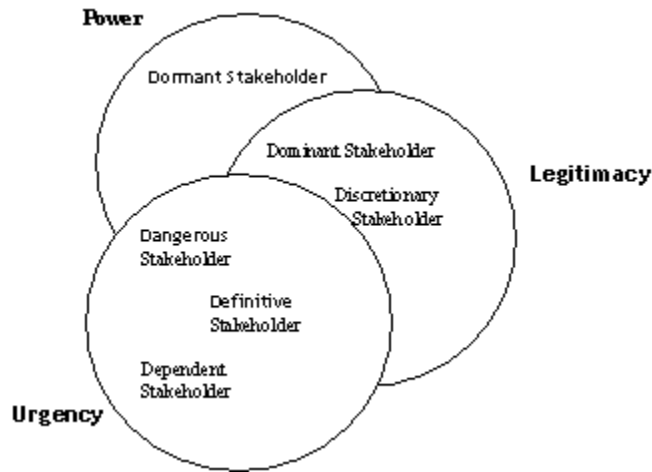 Power
Dormant Stakeholder
Dominant Stakeholder
Legitimacy
Discretionary
Stakeholder
Dangerous
Stakeholder
Definitive
Stakeholder
Dependent
Stakeholder
Urgency